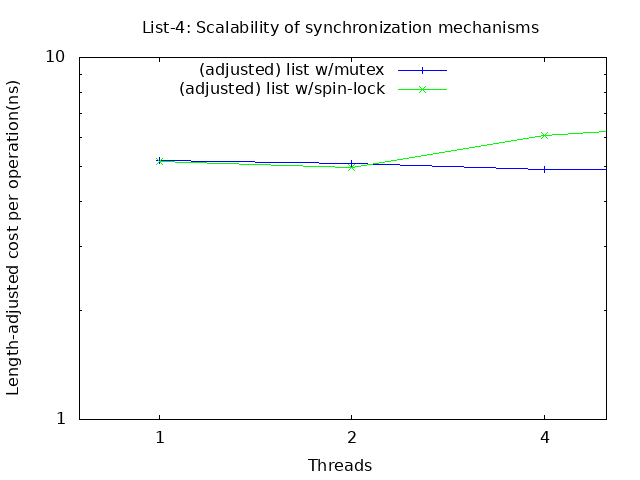 List-4: Scalability of synchronization mechanisms
10
(adjusted) list w/mutex
(adjusted) list w/spin-lock
Length-adjusted cost per operation(ns)
1
1 2 4
Threads